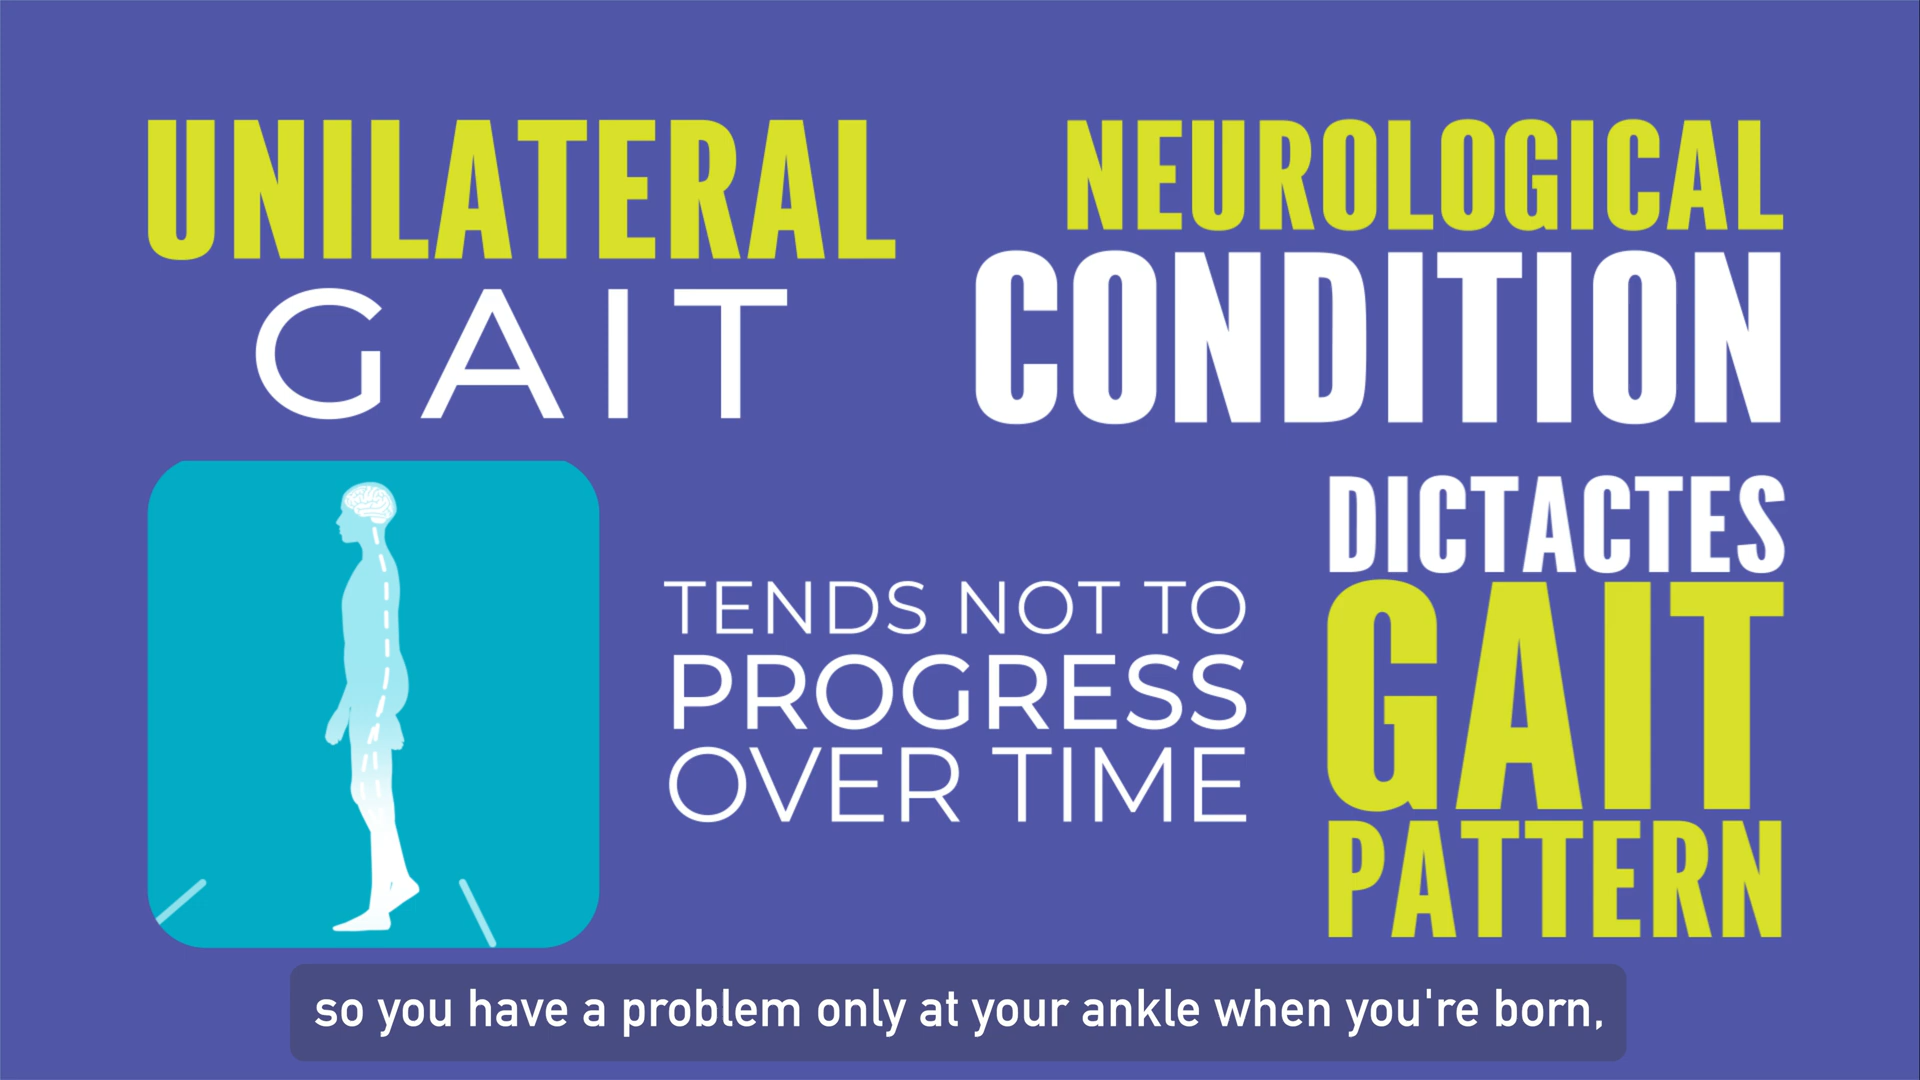 UNILATERAL
GAIT
NEUROLOGICAL
CONDITION
TENDS NOT TO
PROGRESS
OVER TIME
DICTACTES
GAIT
PATTERN
so you have a problem only at your ankle when you're born,